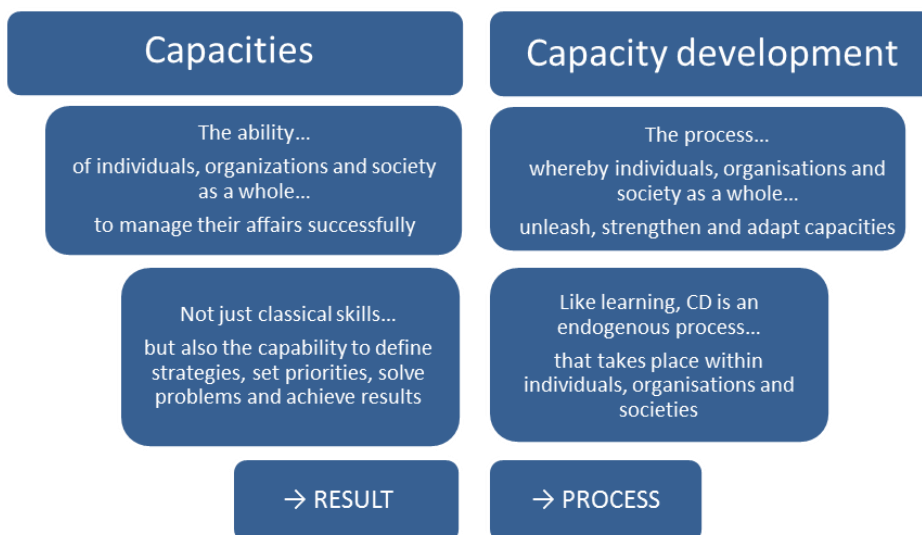 Capacities
The ability...
of individuals, organizations and society
as a whole...
to manage their affairs successfully
Not just classical skills...
but also the capability to define
strategies, set priorities, solve
problems and achieve results
→ RESULT
Capacity development
The process...
whereby individuals, organisations and
society as a whole...
unleash, strengthen and adapt capacities
Like learning, CD is an
endogenous process...
that takes place within
individuals, organisations and
societies
→ PROCESS